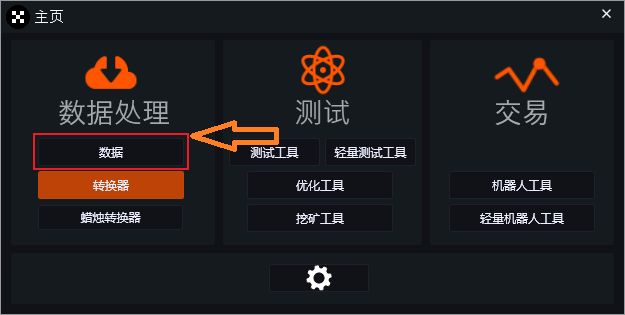 主页
数据处理
数据
转换器
蜡烛转换器
测试
测试工具 轻量测试工具
优化工具
挖矿工具
交易
机器人工具
轻量机器人工具